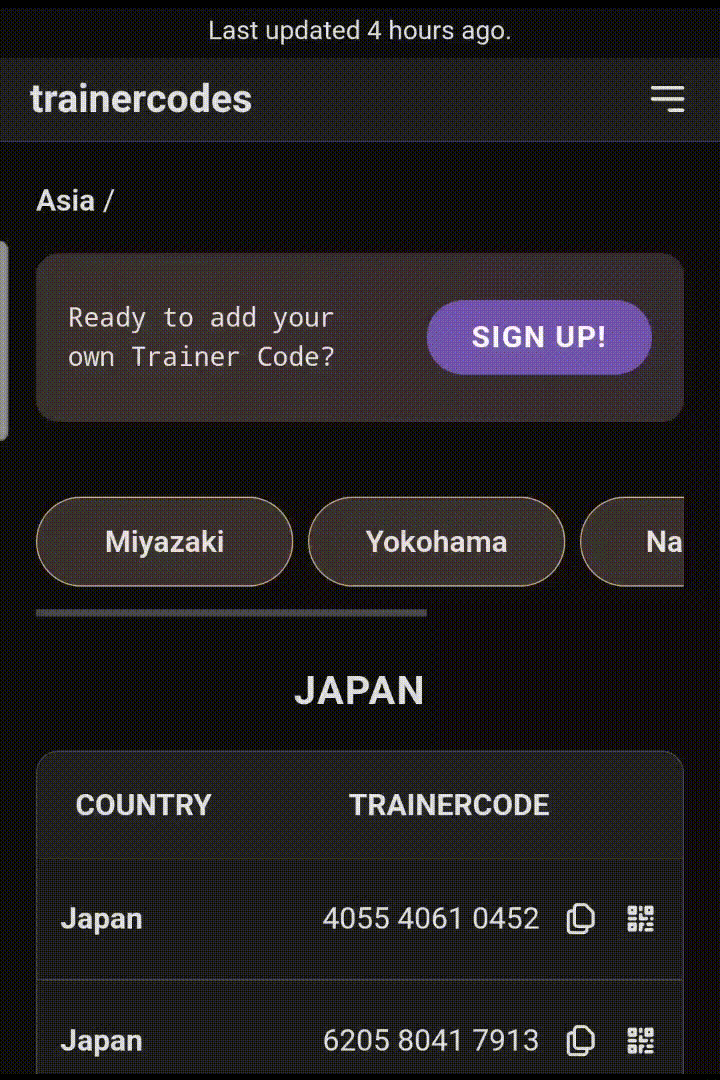 Last updated 4 hours ago.
trainercodes
Asia /
Ready to add your
own Trainer Code?
SIGN UP!
Miyazaki
Yokohama
Na
JAPAN
COUNTRY TRAINERCODE
Japan 4055 4061 0452
Japan 6205 8041 7913